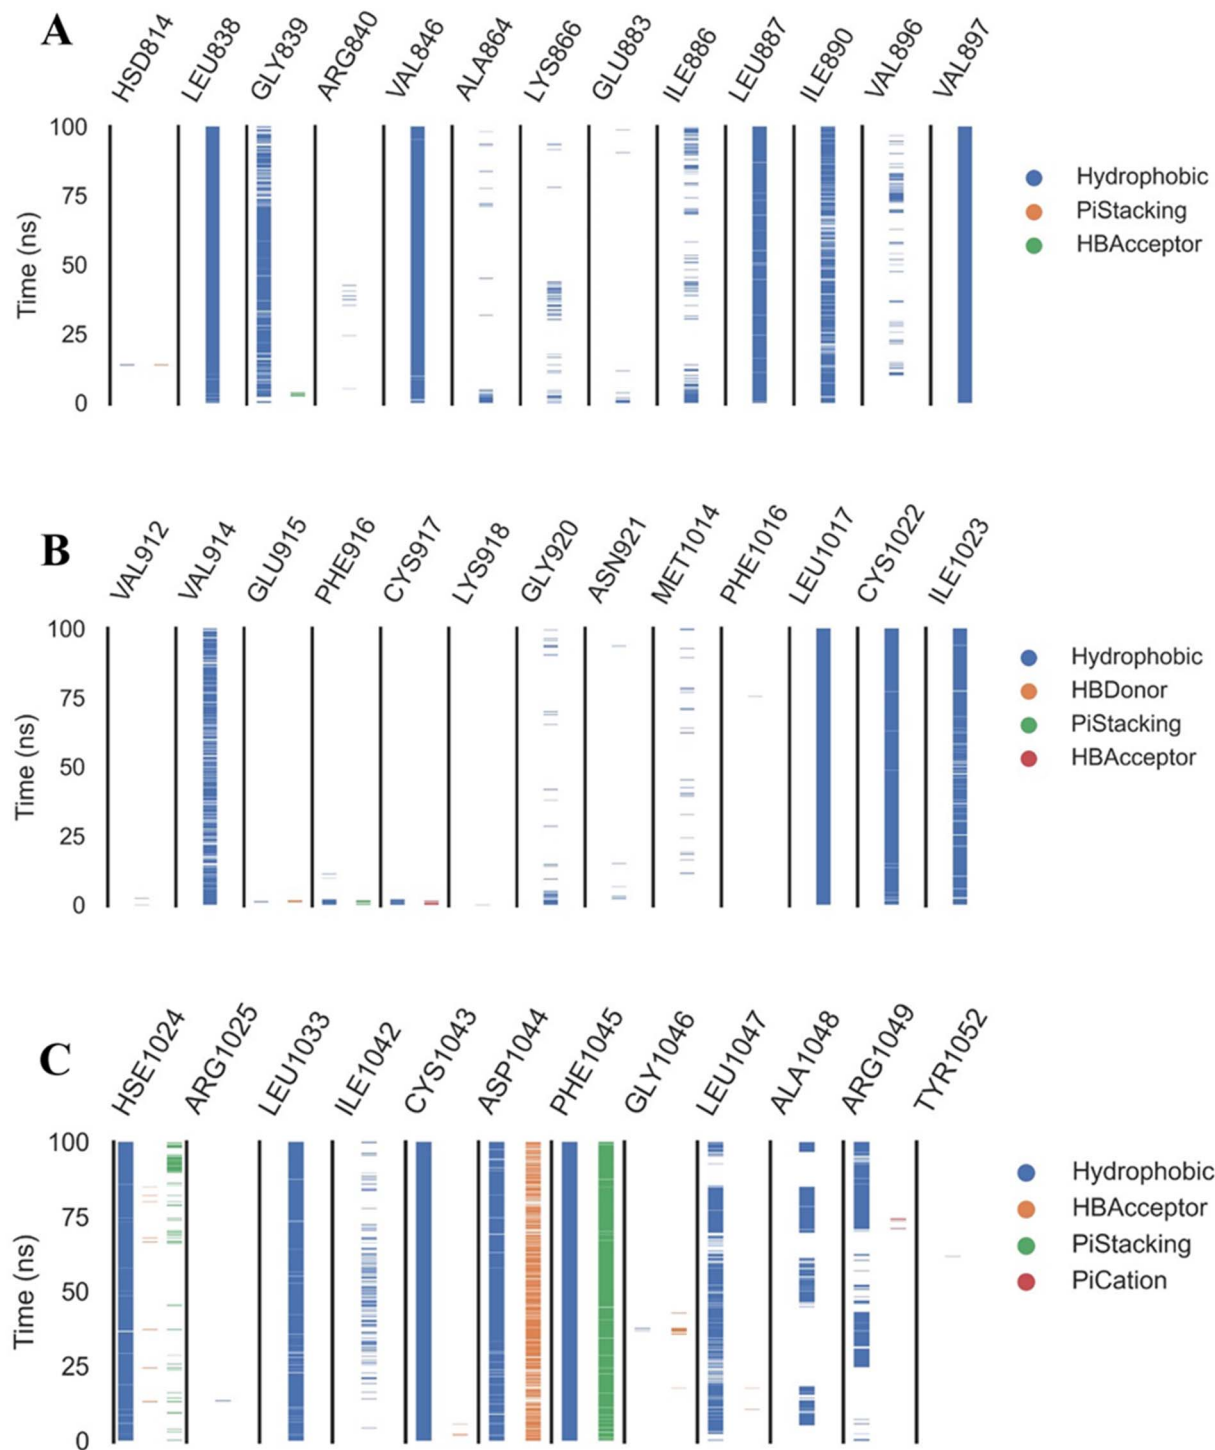 A
HSD814 LEU838 GLY839 ARG840 VAL846 ALA864 LYS866 GLU883 ILE886 LEU887 ILE890 VAL896 VAL897
100
75
50
25
0
Time (ns)
Hydrophobic
PiStacking
HBAcceptor
B
VAL912 VAL914 GLU915 PHE916 CYS917 LYS918 GLY920 ASN921 MET1014 PHE1016 LEU1017 CYS1022 ILE1023
100
75
50
25
0
Time (ns)
Hydrophobic
HBDonor
PiStacking
HBAcceptor
C
HSE1024 ARG1025 LEU1033 ILE1042 CYS1043 ASP1044 PHE1045 GLY1046 LEU1047 ALA1048 ARG1049 TYR1052
100
75
50
25
0
Time (ns)
Hydrophobic
HBAcceptor
PiStacking
PiCation